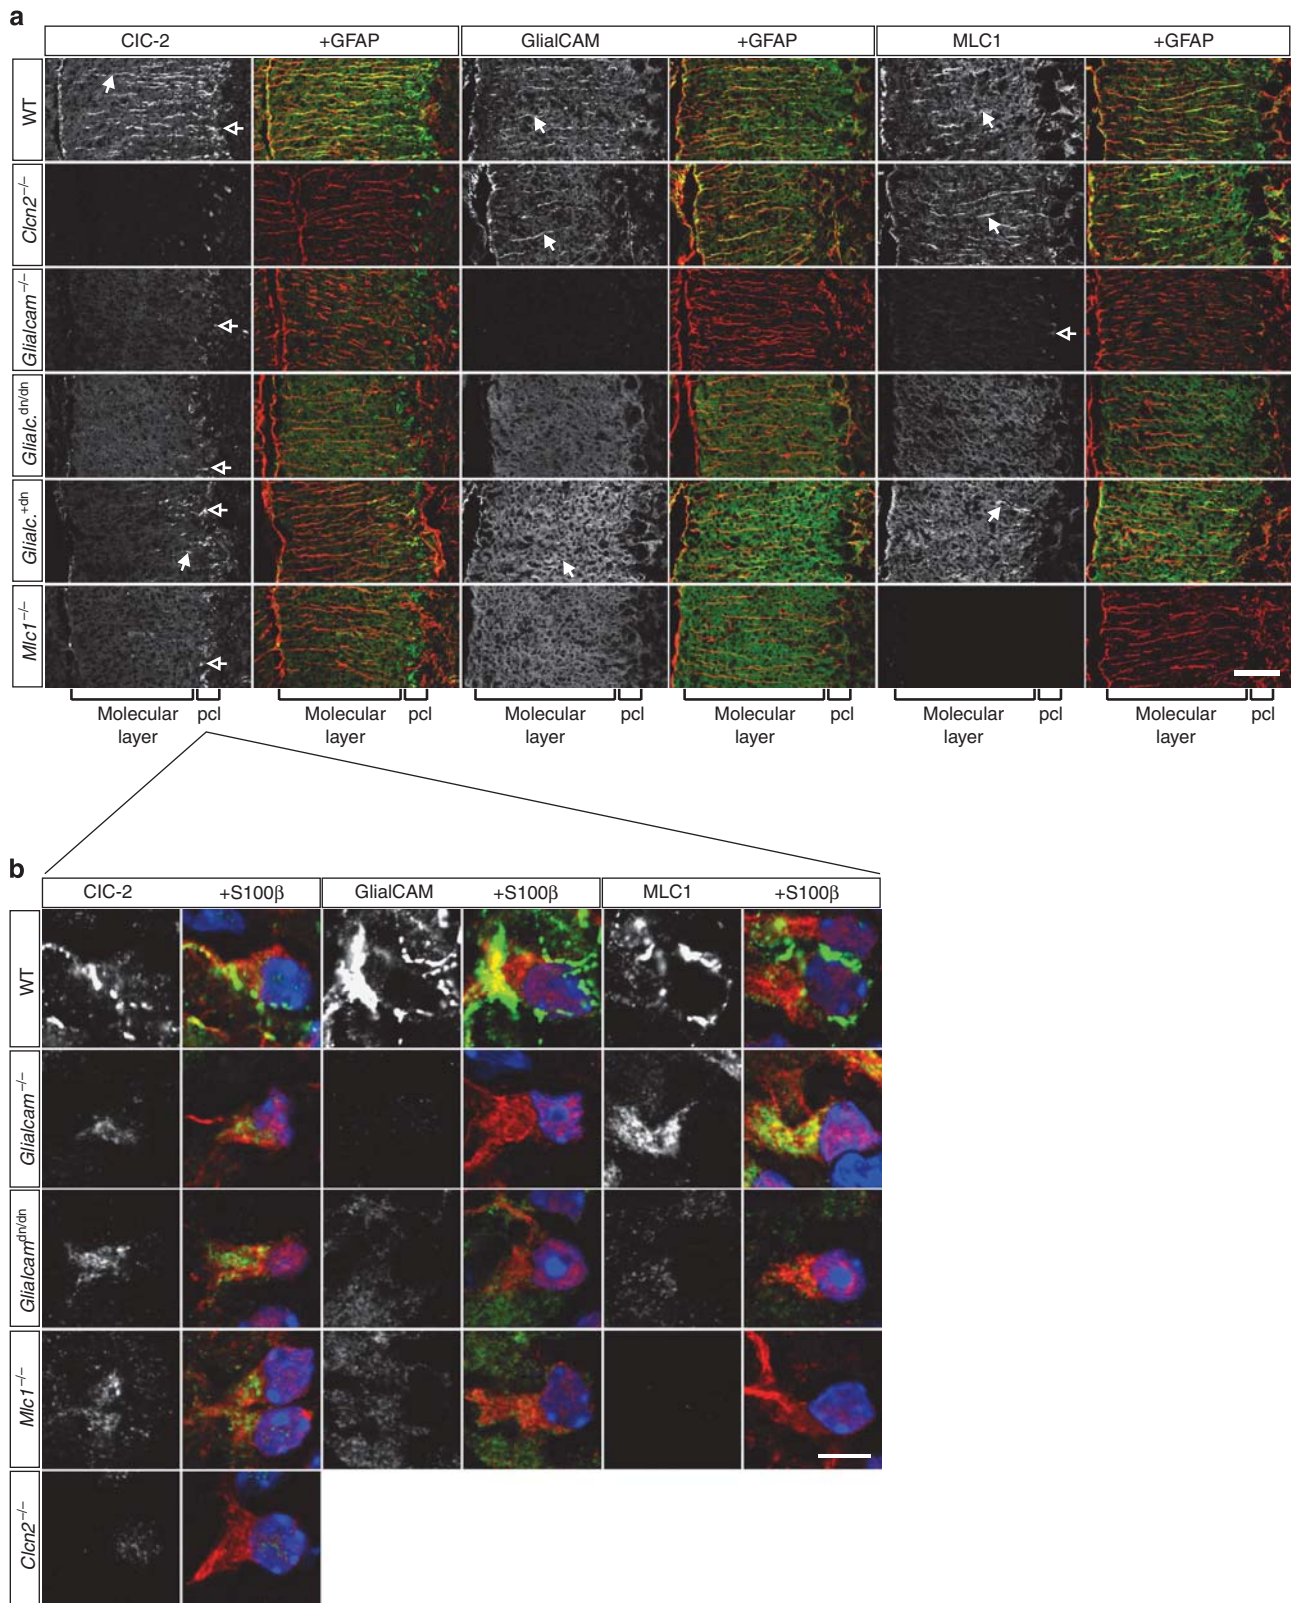 a
CIC-2 +GFAP GlialCAM +GFAP MLC1 +GFAP
WT
Clcn2−/−
Glialcam−/−
Glialc.dn/dn
Glialc.+dn
Mlc1−/−
Molecular layer pcl Molecular layer pcl Molecular layer pcl Molecular layer pcl Molecular layer pcl Molecular layer pcl
b
CIC-2 +S100β GlialCAM +S100β MLC1 +S100β
WT
Glialcam−/−
Glialcamdn/dn
Mlc1−/−
Clcn2−/−